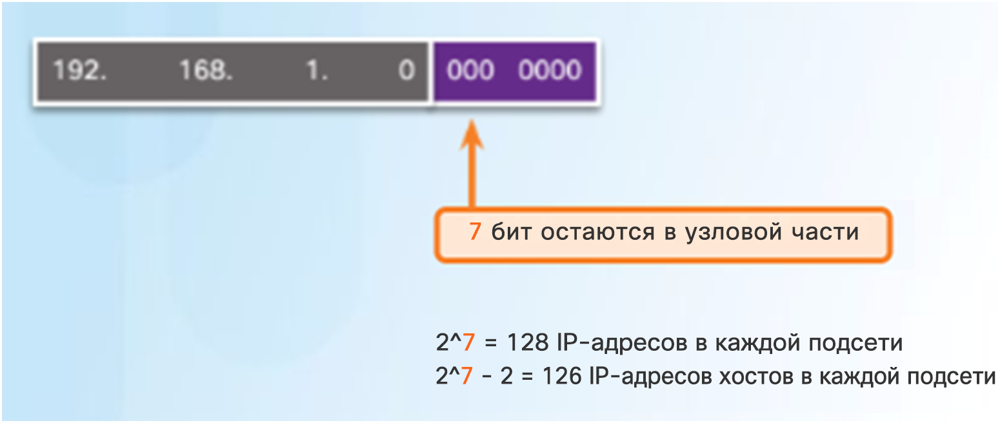 192. 168. 1. 0 000 0000
7 бит остаются в узловой части
2^7 = 128 IP-адресов в каждой подсети
2^7 - 2 = 126 IP-адресов хостов в каждой подсети